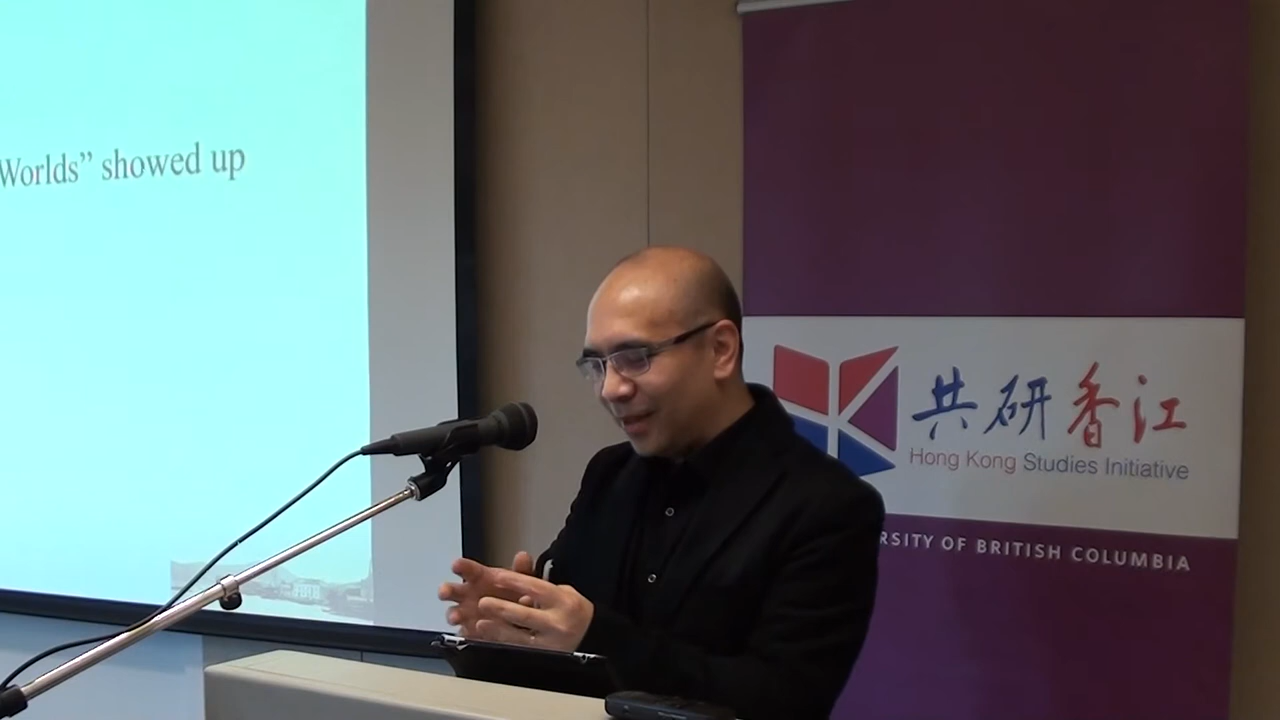 Worlds” showed up
共研香江
Hong Kong Studies Initiative
RSITY OF BRITISH COLUMBIA